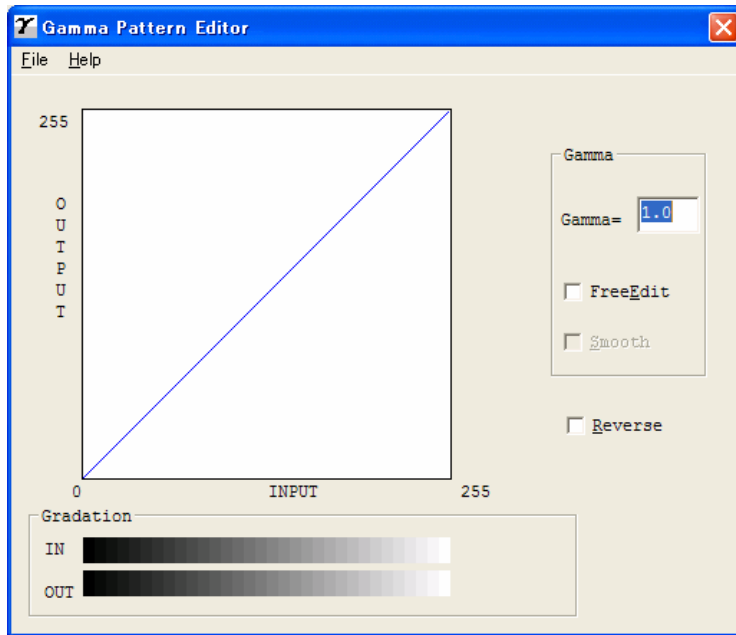 Gamma Pattern Editor
File Help
255
OUTPUT
0 INPUT 255
Gamma
Gamma= 1.0
FreeEdit
Smooth
Reverse
Gradation
IN
OUT